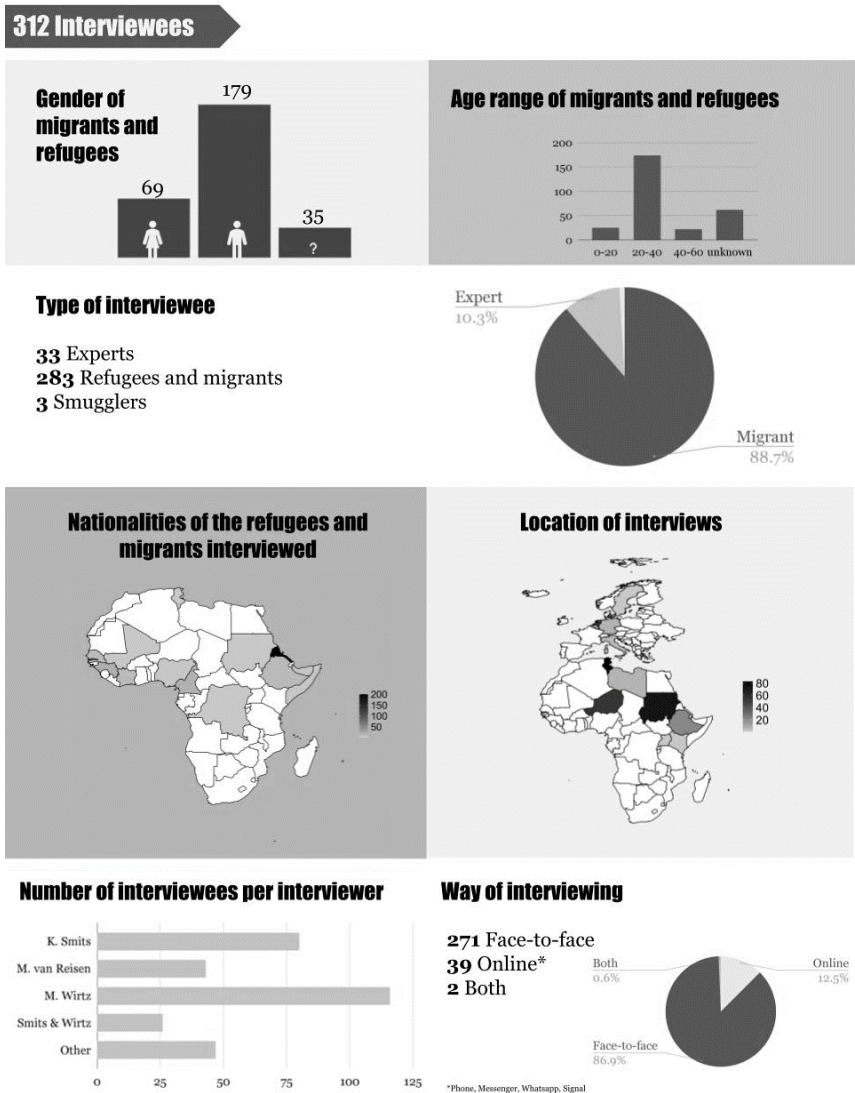 312 Interviewees
Gender of
migrants and
refugees
69
179
35
?
Age range of migrants and refugees
200
150
100
50
0
0-20 20-40 40-60 unknown
Type of interviewee
33 Experts
283 Refugees and migrants
3 Smugglers
Expert
10.3%
Migrant
88.7%
Nationalities of the refugees and
migrants interviewed
200
150
100
50
Location of interviews
80
60
40
20
Number of interviewees per interviewer
K. Smits
M. van Reisen
M. Wirtz
Smits & Wirtz
Other
0 25 50 75 100 125
Way of interviewing
271 Face-to-face
39 Online*
2 Both
Both
0.6%
Online
12.5%
Face-to-face
86.9%
*Phone, Messenger, Whatsapp, Signal